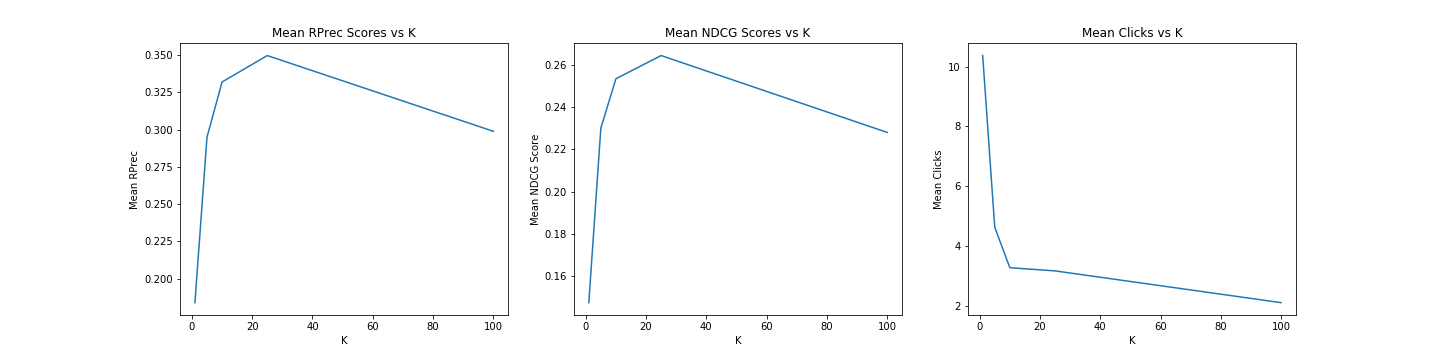 Mean RPrec Scores vs K
Mean RPrec
0.350
0.325
0.300
0.275
0.250
0.225
0.200
0 20 40 60 80 100
K
Mean NDCG Scores vs K
Mean NDCG Score
0.26
0.24
0.22
0.20
0.18
0.16
0 20 40 60 80 100
K
Mean Clicks vs K
Mean Clicks
10
8
6
4
2
0 20 40 60 80 100
K